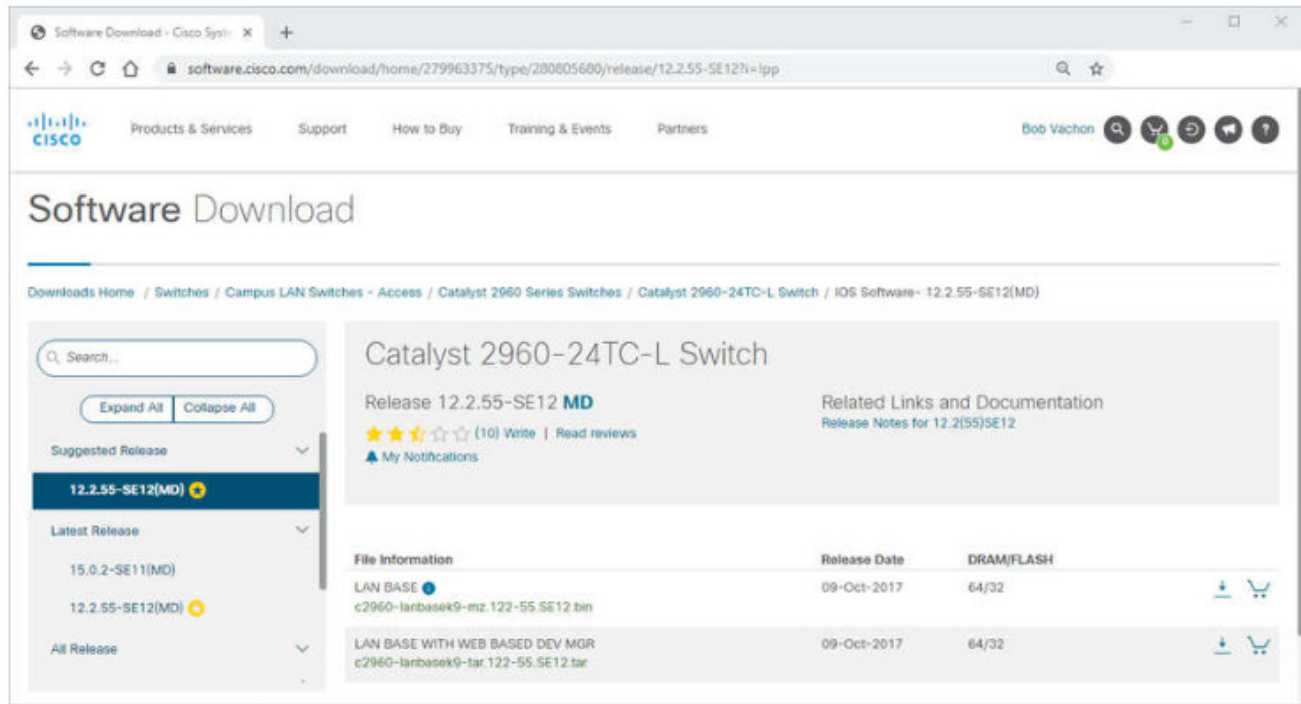 Software Download - Cisco Syst
software.cisco.com/download/home/279963375/type/280805680/release/12.2.55-SE12?i=!pp
CISCO
Products & Services Support How to Buy Training & Events Partners
Bob Vachon
0
Software Download
Downloads Home / Switches / Campus LAN Switches - Access / Catalyst 2960 Series Switches / Catalyst 2960-24TC-L Switch / IOS Software- 12.2.55-SE12(MD)
Search...
Expand All Collapse All
Suggested Release
12.2.55-SE12(MD)
Latest Release
15.0.2-SE11(MD)
12.2.55-SE12(MD)
All Release
Catalyst 2960-24TC-L Switch
Release 12.2.55-SE12 MD
(10) Write | Read reviews
My Notifications
Related Links and Documentation
Release Notes for 12.2(55)SE12
File Information Release Date DRAM/FLASH
LAN BASE 09-Oct-2017 64/32
c2960-lanbasek9-mz.122-55.SE12.bin
LAN BASE WITH WEB BASED DEV MGR 09-Oct-2017 64/32
c2960-lanbasek9-tar.122-55.SE12.tar